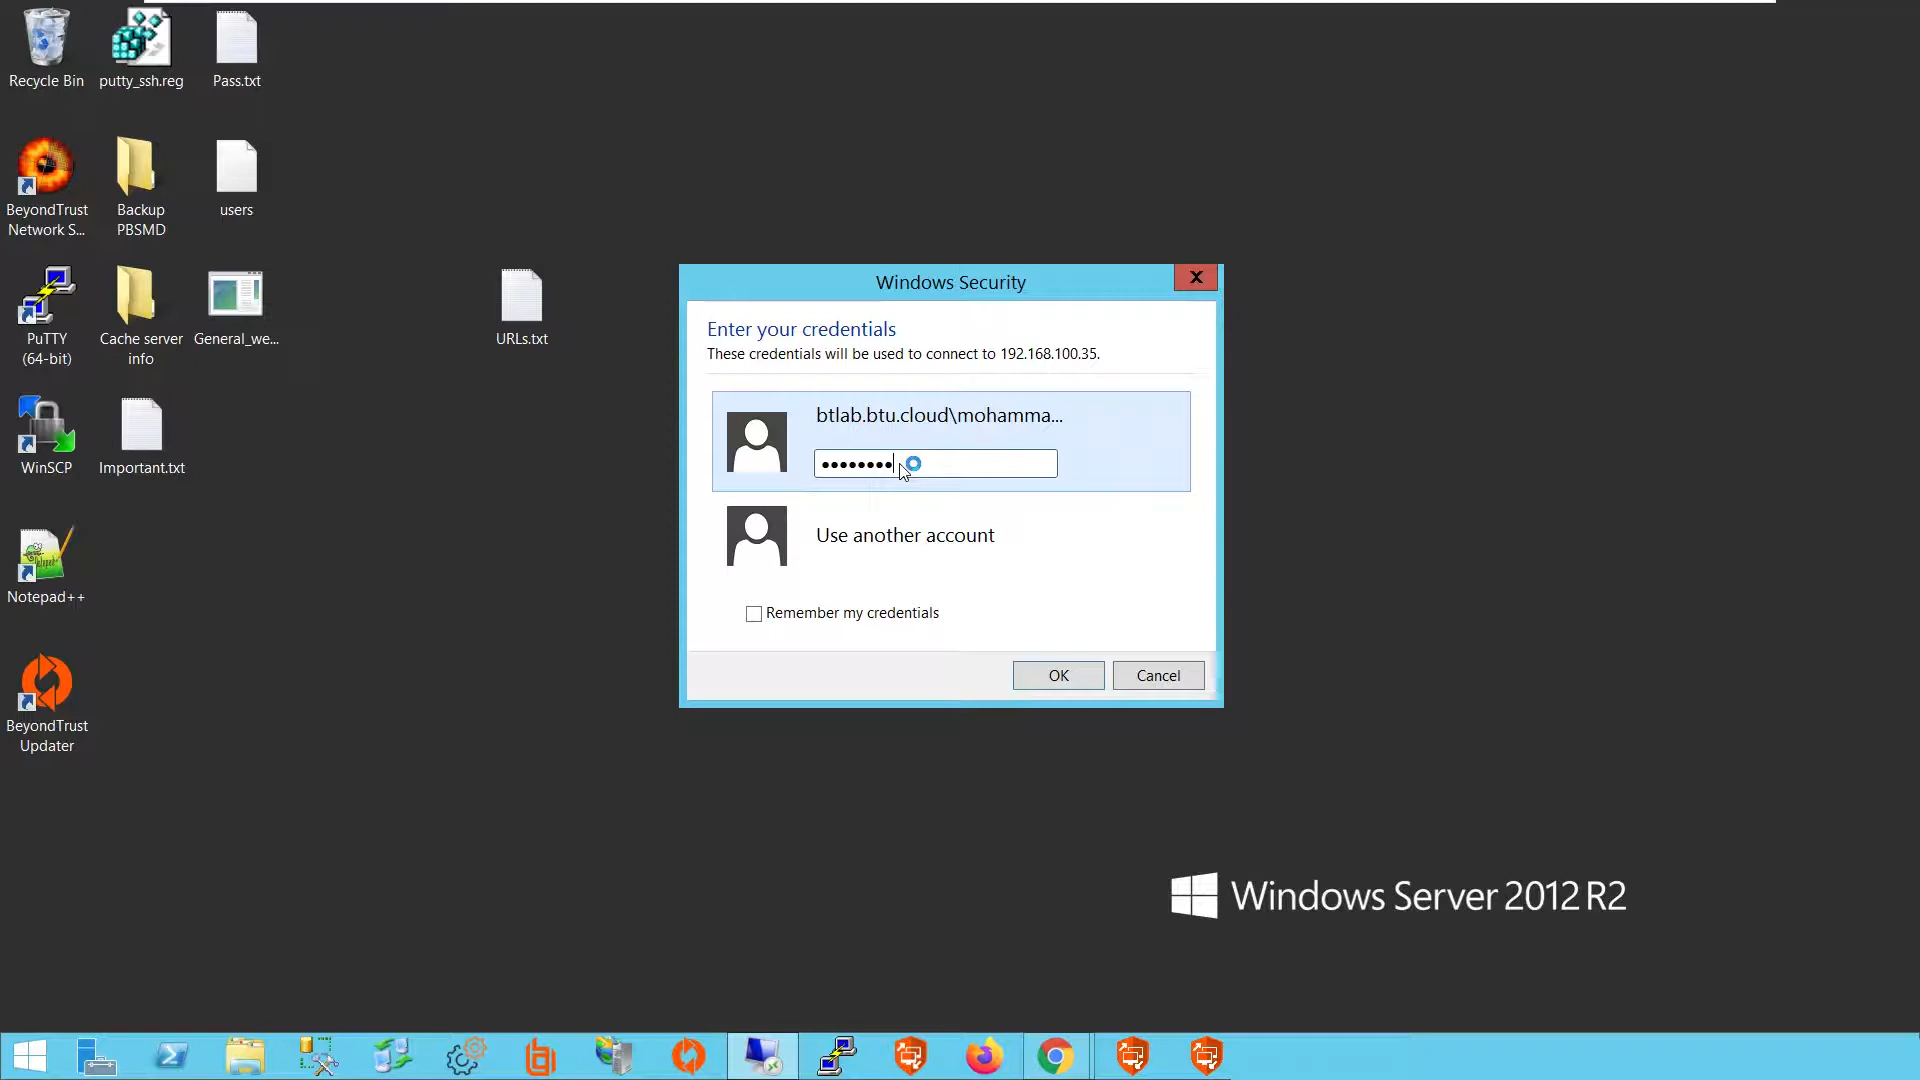 Recycle Bin
putty_ssh.reg
Pass.txt
BeyondTrust
Network S...
Backup
PBSMD
users
PuTTY
(64-bit)
Cache server
info
General_we...
URLs.txt
WinSCP
Important.txt
Notepad++
BeyondTrust
Updater
Windows Security
X
Enter your credentials
These credentials will be used to connect to 192.168.100.35.
btlab.btu.cloud\mohamma...
●●●●●●●●
Use another account
Remember my credentials
OK
Cancel
Windows Server 2012 R2